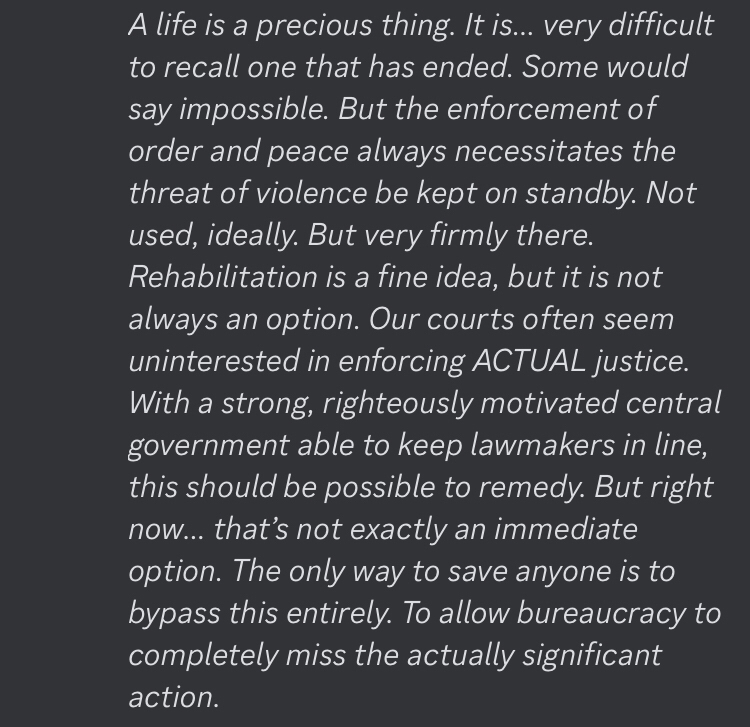 A life is a precious thing. It is... very difficult
to recall one that has ended. Some would
say impossible. But the enforcement of
order and peace always necessitates the
threat of violence be kept on standby. Not
used, ideally. But very firmly there.
Rehabilitation is a fine idea, but it is not
always an option. Our courts often seem
uninterested in enforcing ACTUAL justice.
With a strong, righteously motivated central
government able to keep lawmakers in line,
this should be possible to remedy. But right
now... that’s not exactly an immediate
option. The only way to save anyone is to
bypass this entirely. To allow bureaucracy to
completely miss the actually significant
action.